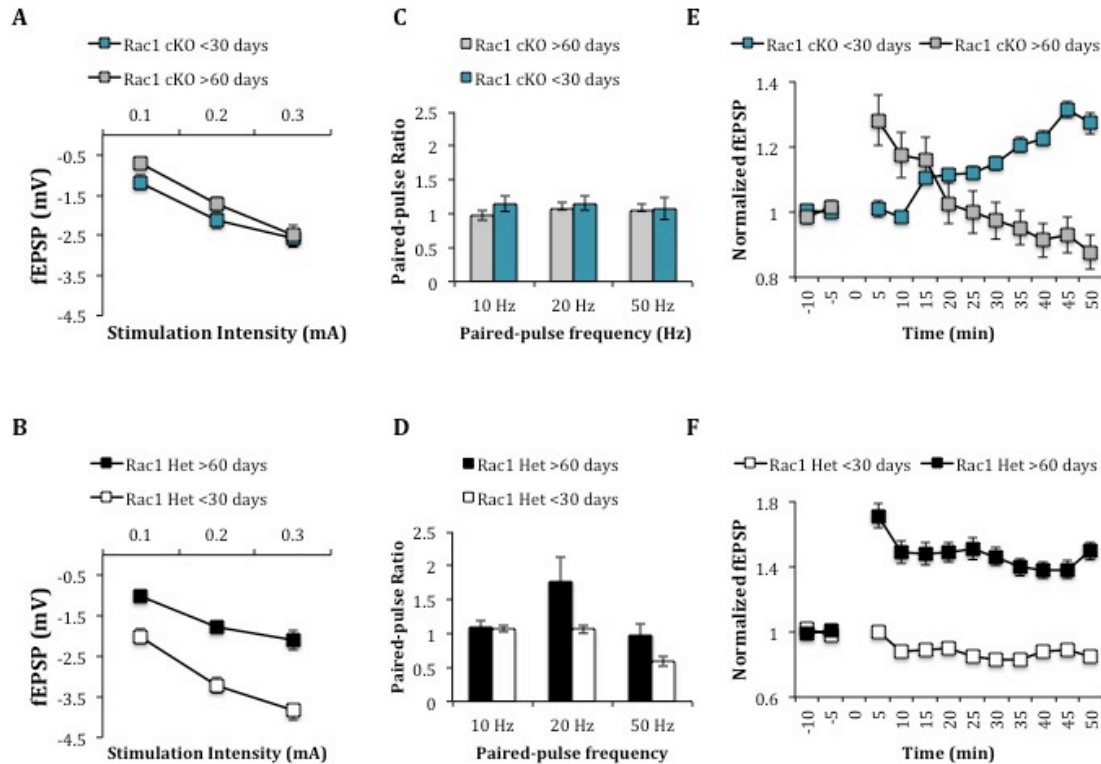 A
Rac1 cKO <30 days
Rac1 cKO >60 days
0.1 0.2 0.3
-0.5
-1.5
-2.5
-3.5
-4.5
fEPSP (mV)
Stimulation Intensity (mA)
C
Rac1 cKO >60 days
Rac1 cKO <30 days
2.5
2
1.5
1
0.5
0
Paired-pulse Ratio
10 Hz 20 Hz 50 Hz
Paired-pulse frequency (Hz)
E
Rac1 cKO <30 days Rac1 cKO >60 days
1.4
1.2
1
0.8
Normalized fEPSP
-10 -5 0 5 10 15 20 25 30 35 40 45 50
Time (min)
B
Rac1 Het >60 days
Rac1 Het <30 days
0.1 0.2 0.3
-0.5
-1.5
-2.5
-3.5
-4.5
fEPSP (mV)
Stimulation Intensity (mA)
D
Rac1 Het >60 days
Rac1 Het <30 days
2.5
2
1.5
1
0.5
0
Paired-pulse Ratio
10 Hz 20 Hz 50 Hz
Paired-pulse frequency
F
Rac1 Het <30 days Rac1 Het >60 days
1.8
1.4
1
0.6
Normalized fEPSP
-10 -5 0 5 10 15 20 25 30 35 40 45 50
Time (min)